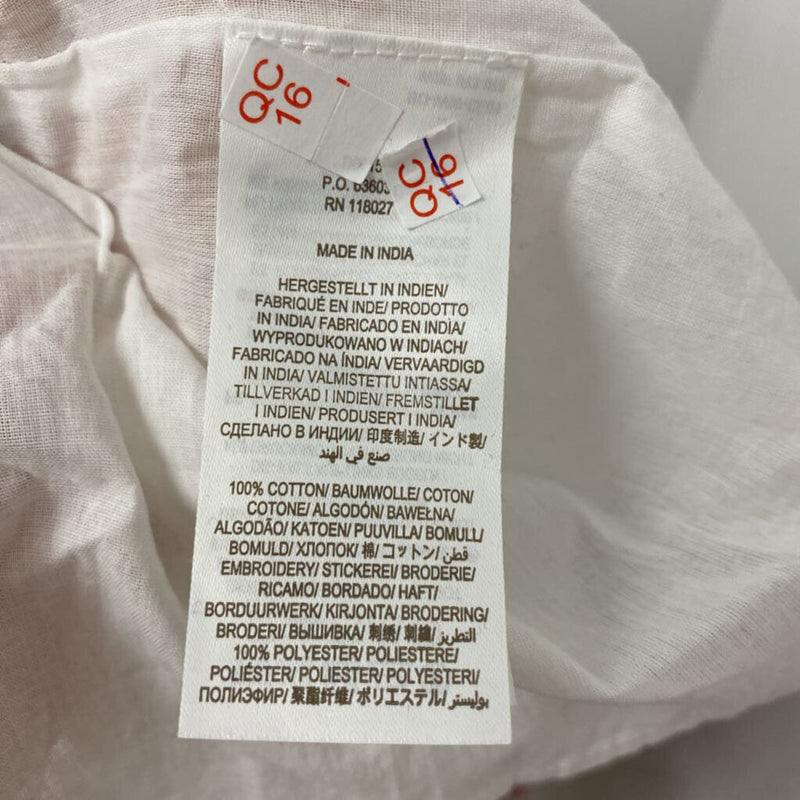 QC
16
QC
16
P.O. 63603
RN 118027
MADE IN INDIA
HERGESTELLT IN INDIEN/
FABRIQUÉ EN INDE/ PRODOTTO
IN INDIA/ FABRICADO EN INDÌA/
WYPRODUKOWANO W INDIACH/
FABRICADO NA ÍNDIA/ VERVAARDIGD
IN INDIA/ VALMISTETTU INTIASSA/
TILLVERKAD I INDIEN/ FREMSTILLET
I INDIEN/ PRODUSERT I INDIA/
СДЕЛАНО В ИНДИИ/ 印度制造/ インド製/
صنع في الهند
100% COTTON/ BAUMWOLLE/ COTON/
COTONE/ ALGODÓN/ BAWEŁNA/
ALGODÃO/ KATOEN/ PUUVILLA/ BOMULL/
BOMULD/ ХЛОПОК/ 棉/ コットン/ قطن/
EMBROIDERY/ STICKEREI/ BRODERIE/
RICAMO/ BORDADO/ HAFT/
BORDUURWERK/ KIRJONTA/ BRODERING/
BRODERI/ ВЫШИВКА/ 刺绣/ 刺繍/ التطريز/
100% POLYESTER/ POLIESTERE/
POLIÉSTER/ POLIESTER/ POLYESTERI/
ПОЛИЭФИР/ 聚酯纤维/ ポリエステル/ بوليستر/